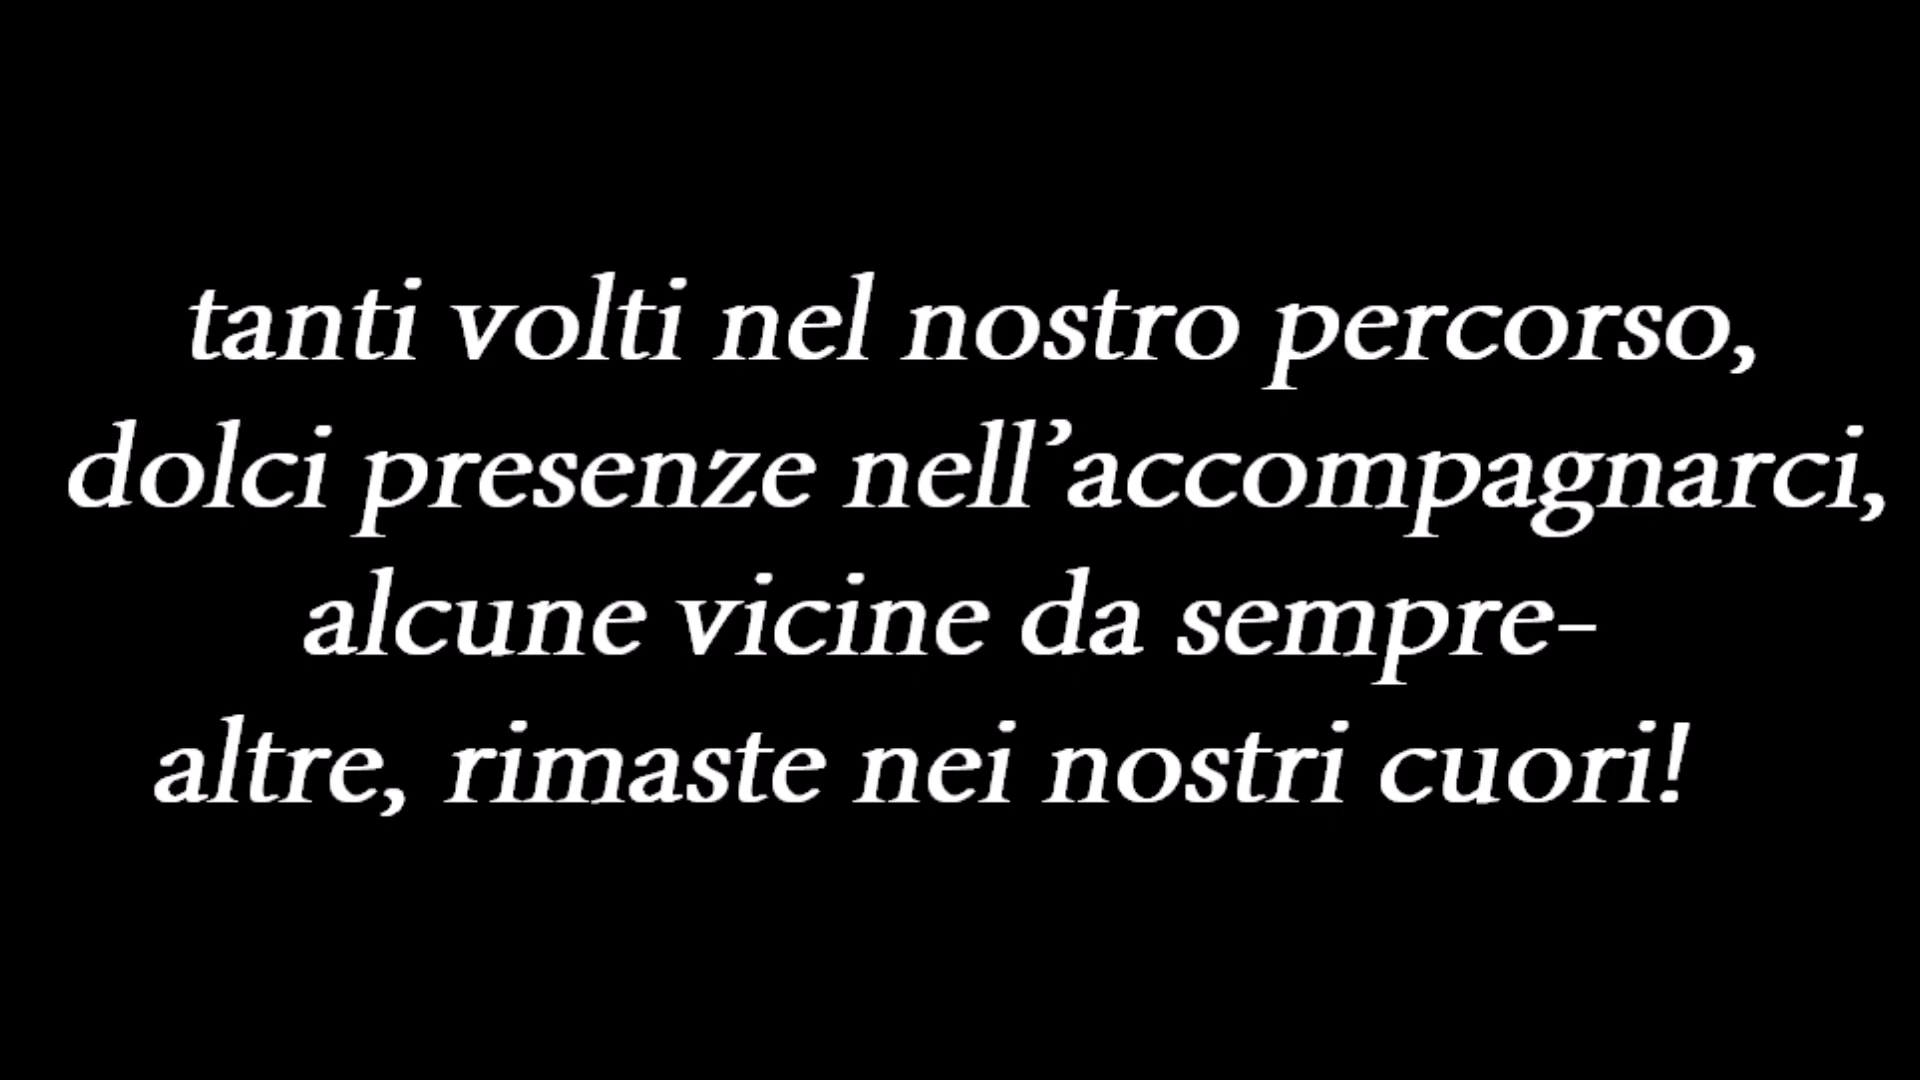 tanti volti nel nostro percorso,
dolci presenze nell’accompagnarci,
alcune vicine da sempre-
altre, rimaste nei nostri cuori!